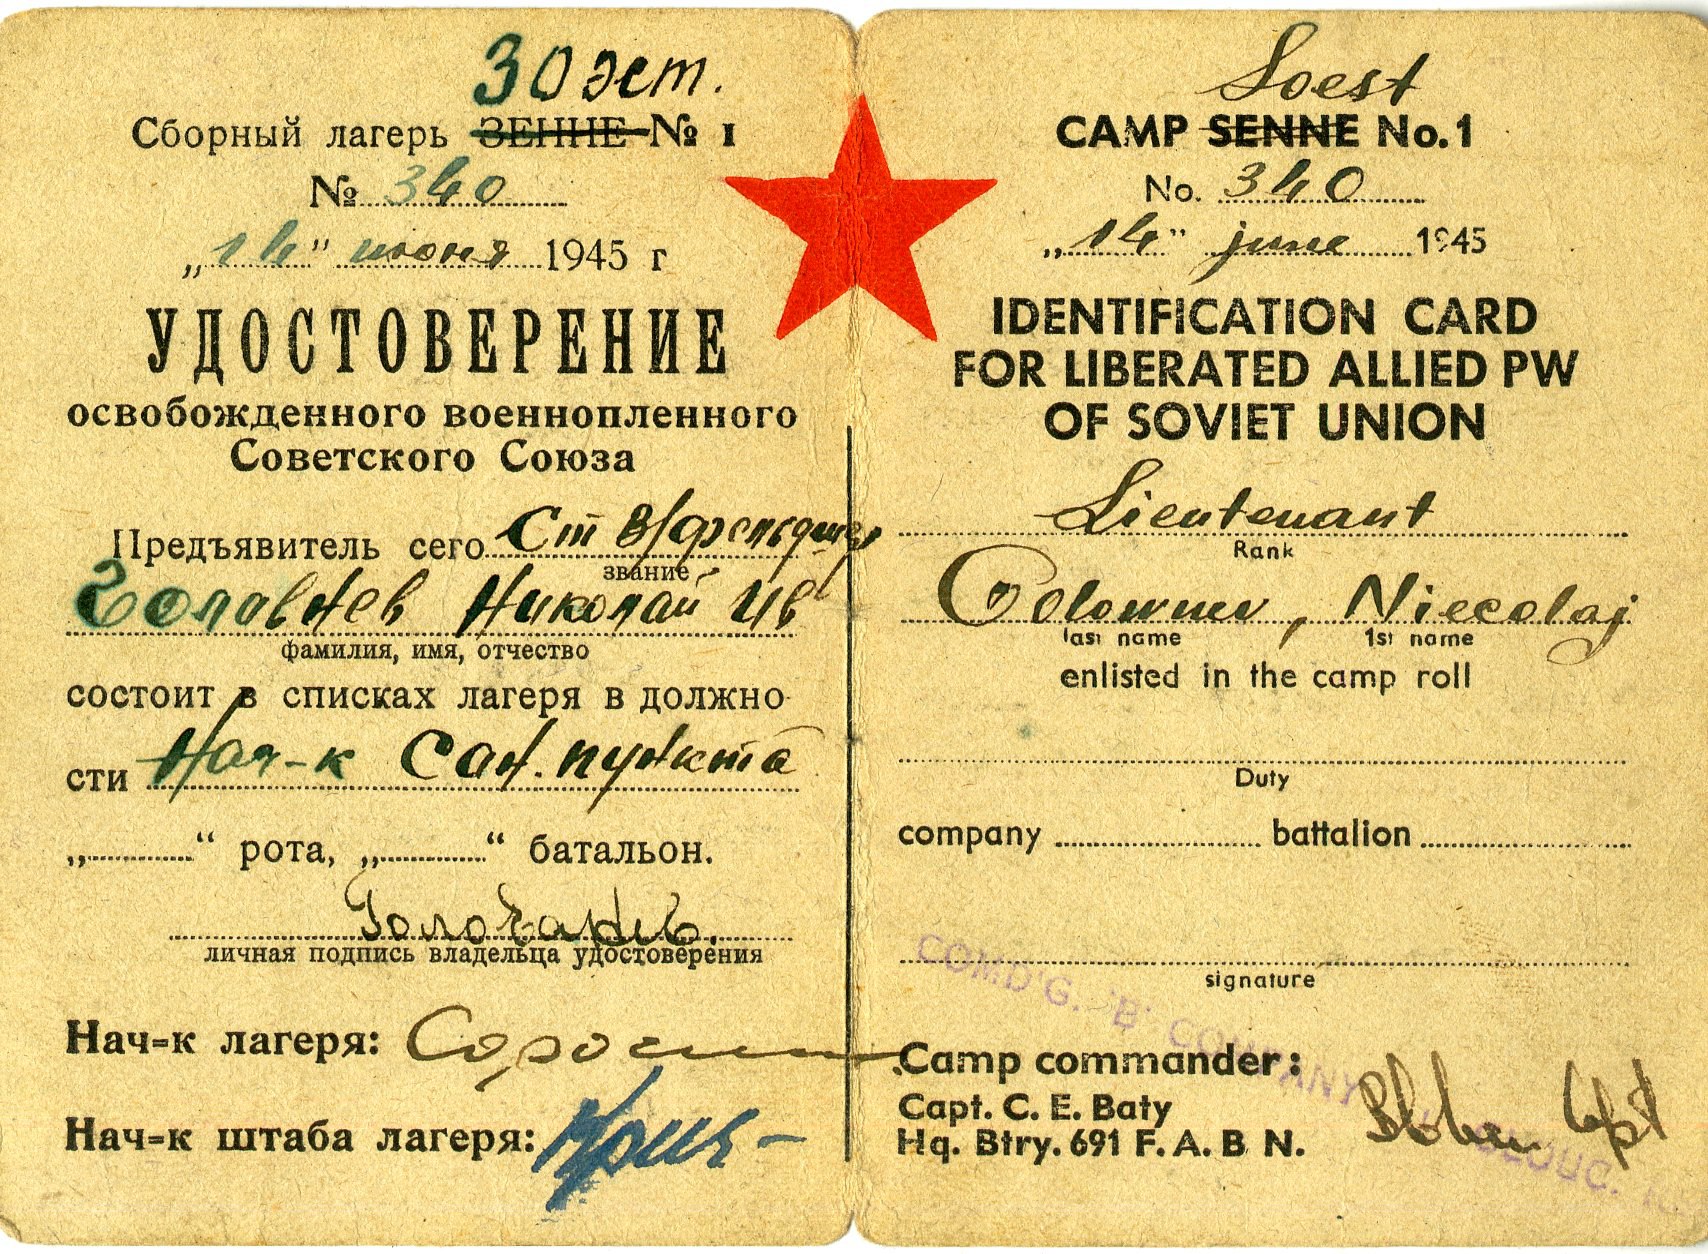 Зоэст.
Сборный лагерь ЗЕННЕ № 1
№ 340
„14” июня 1945 г
УДОСТОВЕРЕНИЕ
освобожденного военнопленного
Советского Союза
Предъявитель сего Ст в/фельдшер
звание
Головнев Николай Ив
фамилия, имя, отчество
состоит в списках лагеря в должно-
сти Нач-к Сан. пункта
„ “ рота, „ “ батальон.
личная подпись владельца удостоверения
Нач-к лагеря:
Нач-к штаба лагеря:
Soest
CAMP SENNE No. 1
No. 340
„14” june 1945
IDENTIFICATION CARD
FOR LIBERATED ALLIED PW
OF SOVIET UNION
Lieutenant
Rank
Golownev, Niecolaj
last name 1st name
enlisted in the camp roll
Duty
company battalion
signature
COMD'G. "B" COMPANY
Camp commander:
Capt. C. E. Baty
Hq. Btry. 691 F. A. B N. Cpt